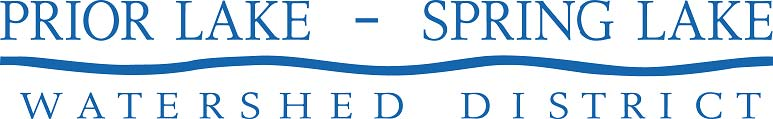 PRIOR LAKE – SPRING LAKE
WATERSHED DISTRICT